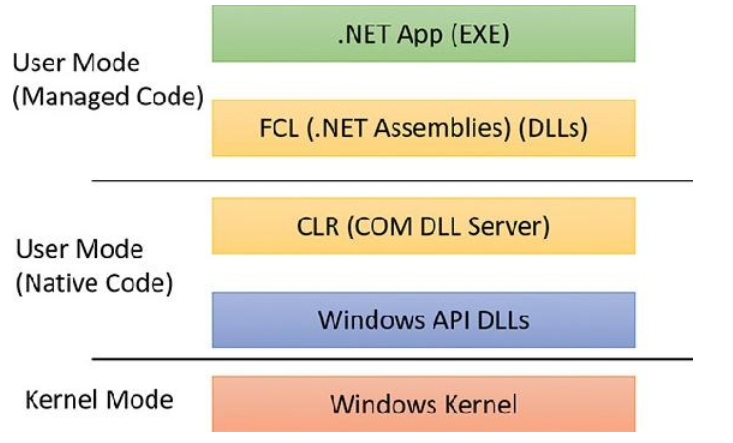 .NET App (EXE)
User Mode
(Managed Code)
FCL (.NET Assemblies) (DLLs)
CLR (COM DLL Server)
User Mode
(Native Code)
Windows API DLLs
Kernel Mode
Windows Kernel